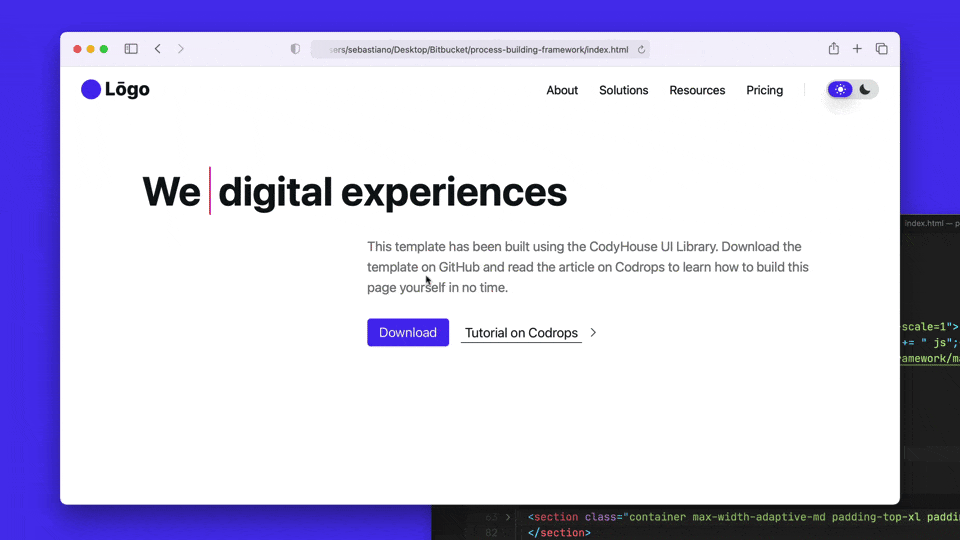 ers/sebastiano/Desktop/Bitbucket/process-building-framework/index.html
Lōgo
About Solutions Resources Pricing
We digital experiences
This template has been built using the CodyHouse UI Library. Download the
template on GitHub and read the article on Codrops to learn how to build this
page yourself in no time.
Download Tutorial on Codrops
index.html — p
scale=1">
+= " js";
amework/ma
63 <section class="container max-width-adaptive-md padding-top-xl paddin
82 </section>